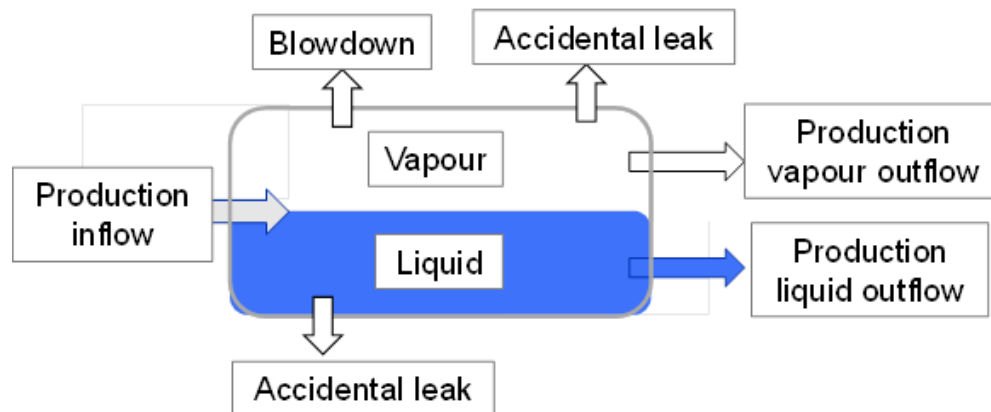 Blowdown
Accidental leak
Vapour
Production
vapour outflow
Production
inflow
Liquid
Production
liquid outflow
Accidental leak